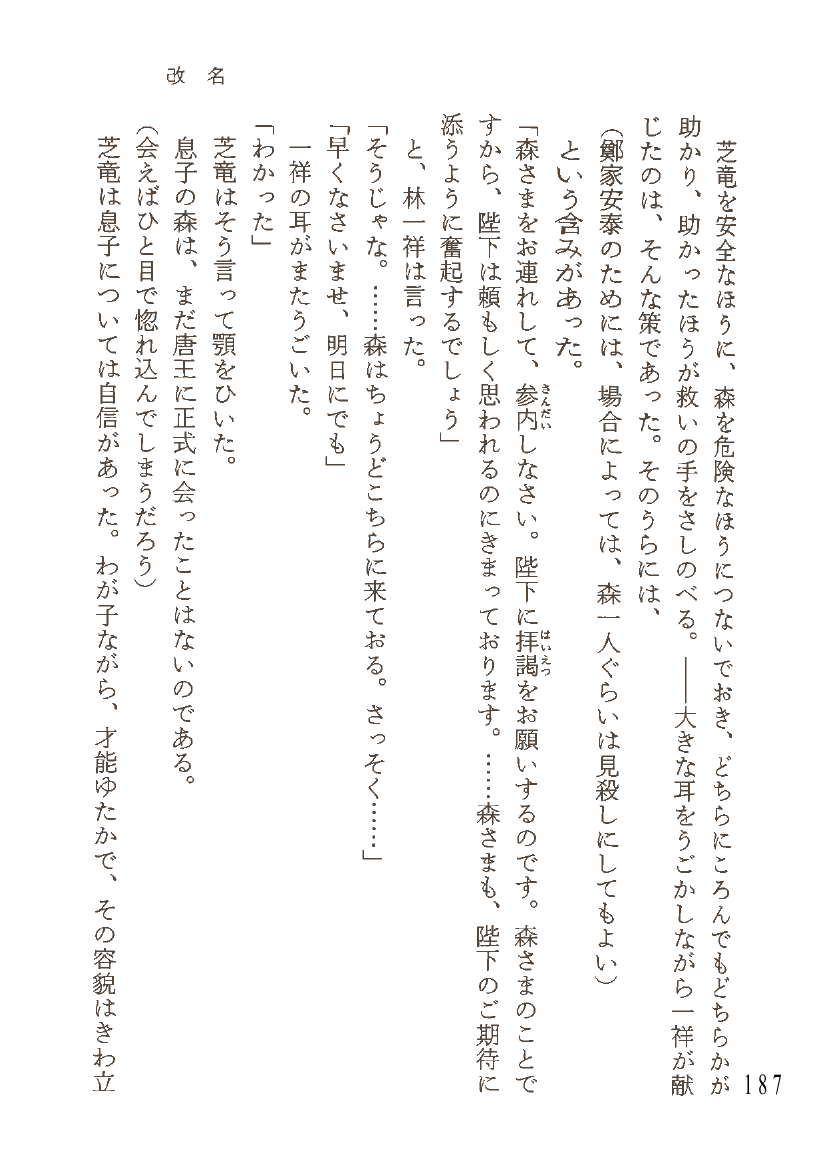 改名
芝竜を安全なほうに、森を危険なほうにつないでおき、どちらにころんでもどちらかが
助かり、助かったほうが救いの手をさしのべる。――大きな耳をうごかしながら一祥が献
じたのは、そんな策であった。そのうらには、
(鄭家安泰のためには、場合によっては、森一人ぐらいは見殺しにしてもよい)
という含みがあった。
「森さまをお連れして、参内しなさい。陛下に拝謁をお願いするのです。森さまのことで
さんだい
はいえつ
すから、陛下は頼もしく思われるのにきまっております。……森さまも、陛下のご期待に
添うように奮起するでしょう」
と、林一祥は言った。
「そうじゃな。……森はちょうどこちらに来ておる。さっそく……」
「早くなさいませ、明日にでも」
一祥の耳がまたうごいた。
「わかった」
芝竜はそう言って顎をひいた。
息子の森は、まだ唐王に正式に会ったことはないのである。
(会えばひと目で惚れ込んでしまうだろう)
芝竜は息子については自信があった。わが子ながら、才能ゆたかで、その容貌はきわ立
187